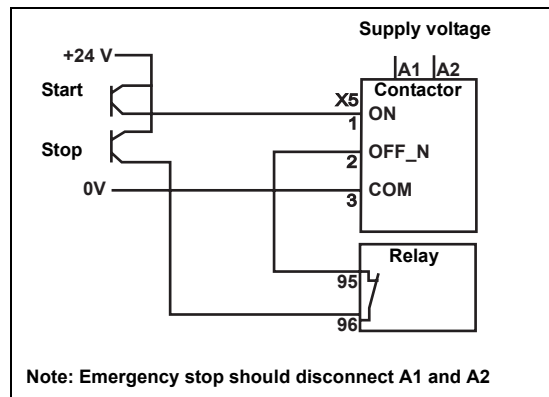 Supply voltage
+24 V
A1 A2
Start
X5
Contactor
1
ON
Stop
2
OFF_N
0V
3
COM
Relay
95
96
Note: Emergency stop should disconnect A1 and A2